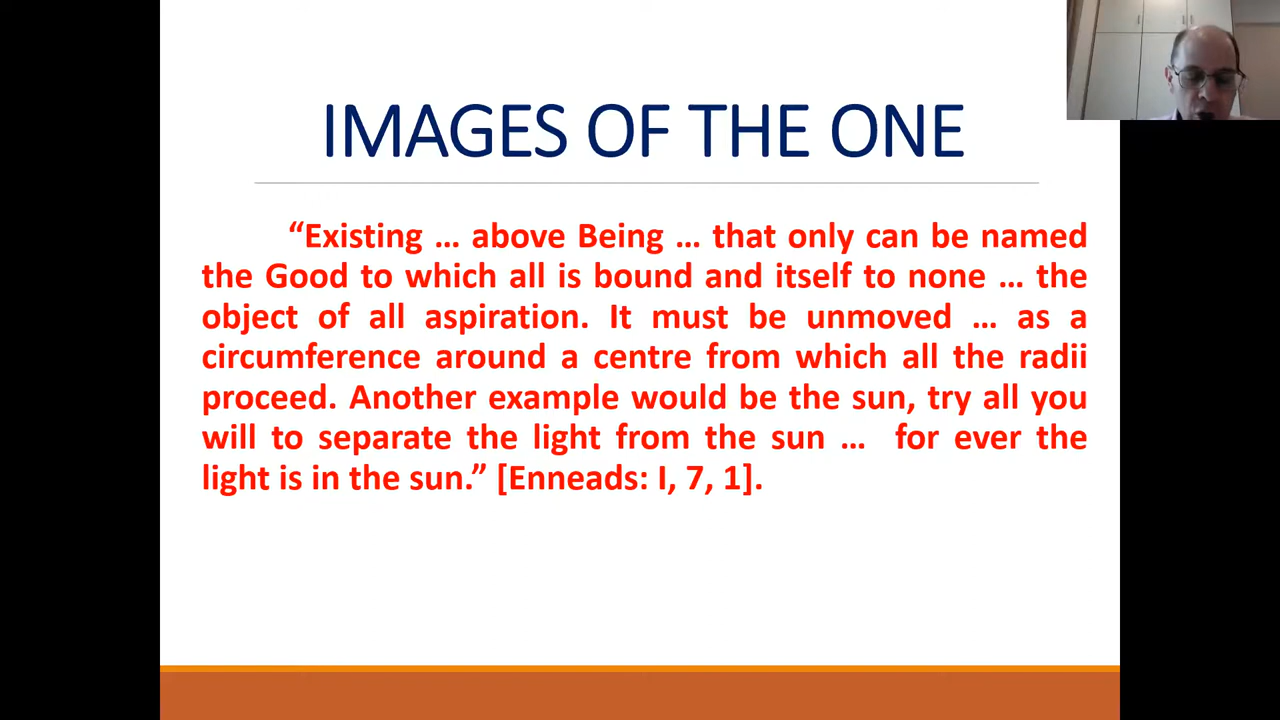 IMAGES OF THE ONE
“Existing … above Being … that only can be named
the Good to which all is bound and itself to none … the
object of all aspiration. It must be unmoved … as a
circumference around a centre from which all the radii
proceed. Another example would be the sun, try all you
will to separate the light from the sun … for ever the
light is in the sun.” [Enneads: I, 7, 1].